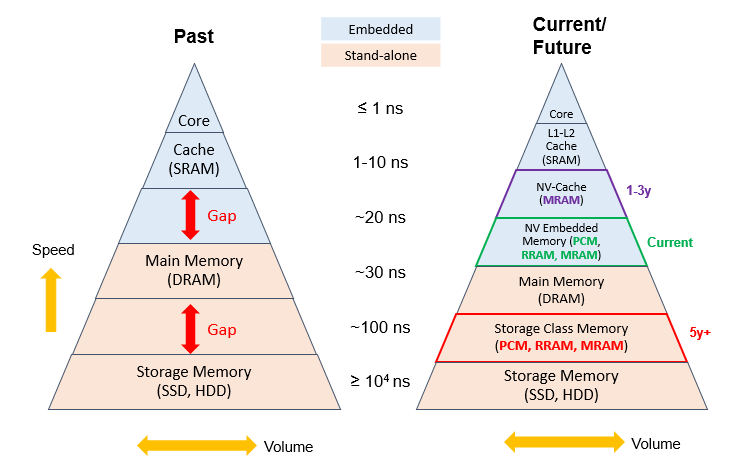 Past
Embedded
Stand-alone
Current/
Future
Core
Cache
(SRAM)
Gap
Main Memory
(DRAM)
Gap
Storage Memory
(SSD, HDD)
Speed
Volume
≤ 1 ns
1-10 ns
~20 ns
~30 ns
~100 ns
≥ 10⁴ ns
Core
L1-L2
Cache
(SRAM)
NV-Cache
(MRAM)
1-3y
NV Embedded
Memory (PCM,
RRAM, MRAM)
Current
Main Memory
(DRAM)
Storage Class Memory
(PCM, RRAM, MRAM)
5y+
Storage Memory
(SSD, HDD)
Volume